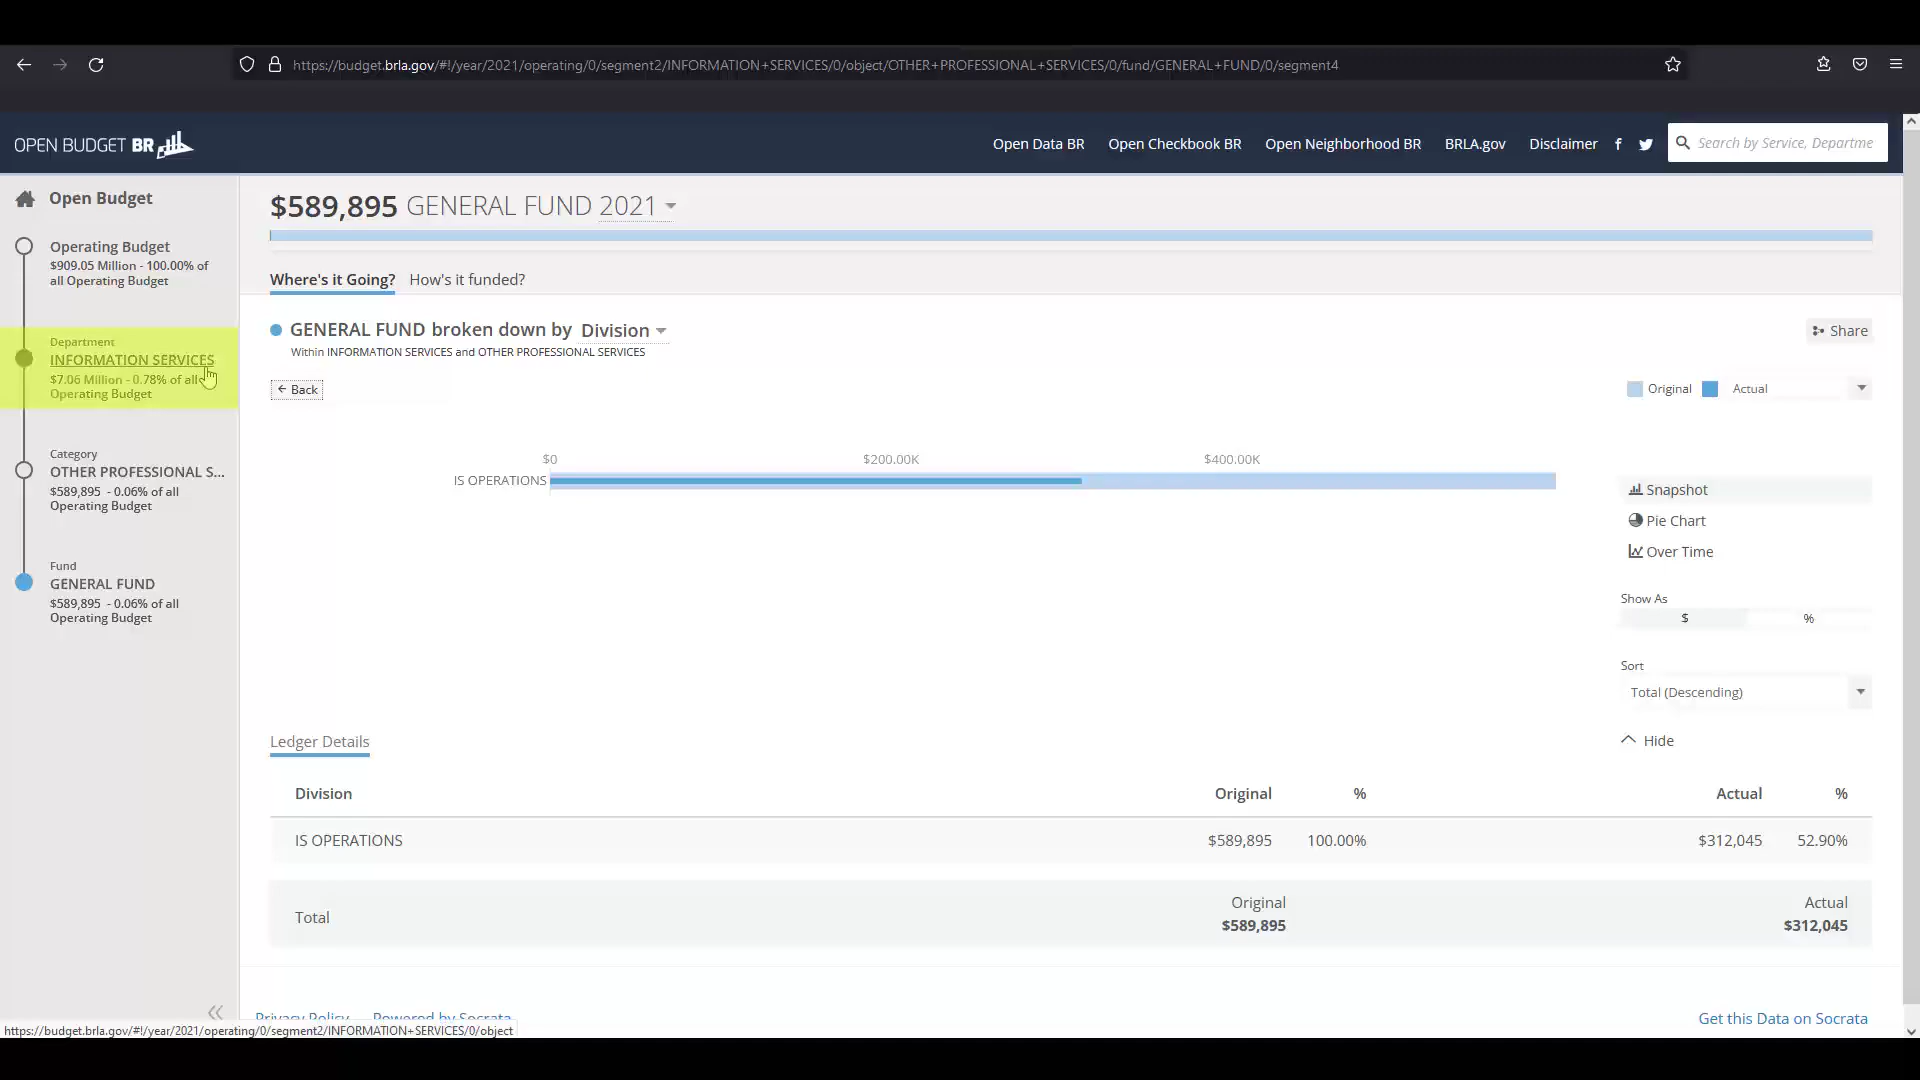 https://budget.brla.gov/#!/year/2021/operating/0/segment2/INFORMATION+SERVICES/0/object/OTHER+PROFESSIONAL+SERVICES/0/fund/GENERAL+FUND/0/segment4
OPEN BUDGET BR
Open Data BR
Open Checkbook BR
Open Neighborhood BR
BRLA.gov
Disclaimer
Search by Service, Departme
Open Budget
Operating Budget
$909.05 Million - 100.00% of
all Operating Budget
Department
INFORMATION SERVICES
$7.06 Million - 0.78% of all
Operating Budget
Category
OTHER PROFESSIONAL S...
$589,895 - 0.06% of all
Operating Budget
Fund
GENERAL FUND
$589,895 - 0.06% of all
Operating Budget
$589,895 GENERAL FUND 2021
Where's it Going?
How's it funded?
GENERAL FUND broken down by Division
Within INFORMATION SERVICES and OTHER PROFESSIONAL SERVICES
Share
← Back
Original
Actual
$0
$200.00K
$400.00K
IS OPERATIONS
Snapshot
Pie Chart
Over Time
Show As
$
%
Sort
Total (Descending)
Ledger Details
Hide
Division
Original
%
Actual
%
IS OPERATIONS
$589,895
100.00%
$312,045
52.90%
Total
Original
$589,895
Actual
$312,045
Privacy Policy
Powered by Socrata
Get this Data on Socrata
https://budget.brla.gov/#!/year/2021/operating/0/segment2/INFORMATION+SERVICES/0/object